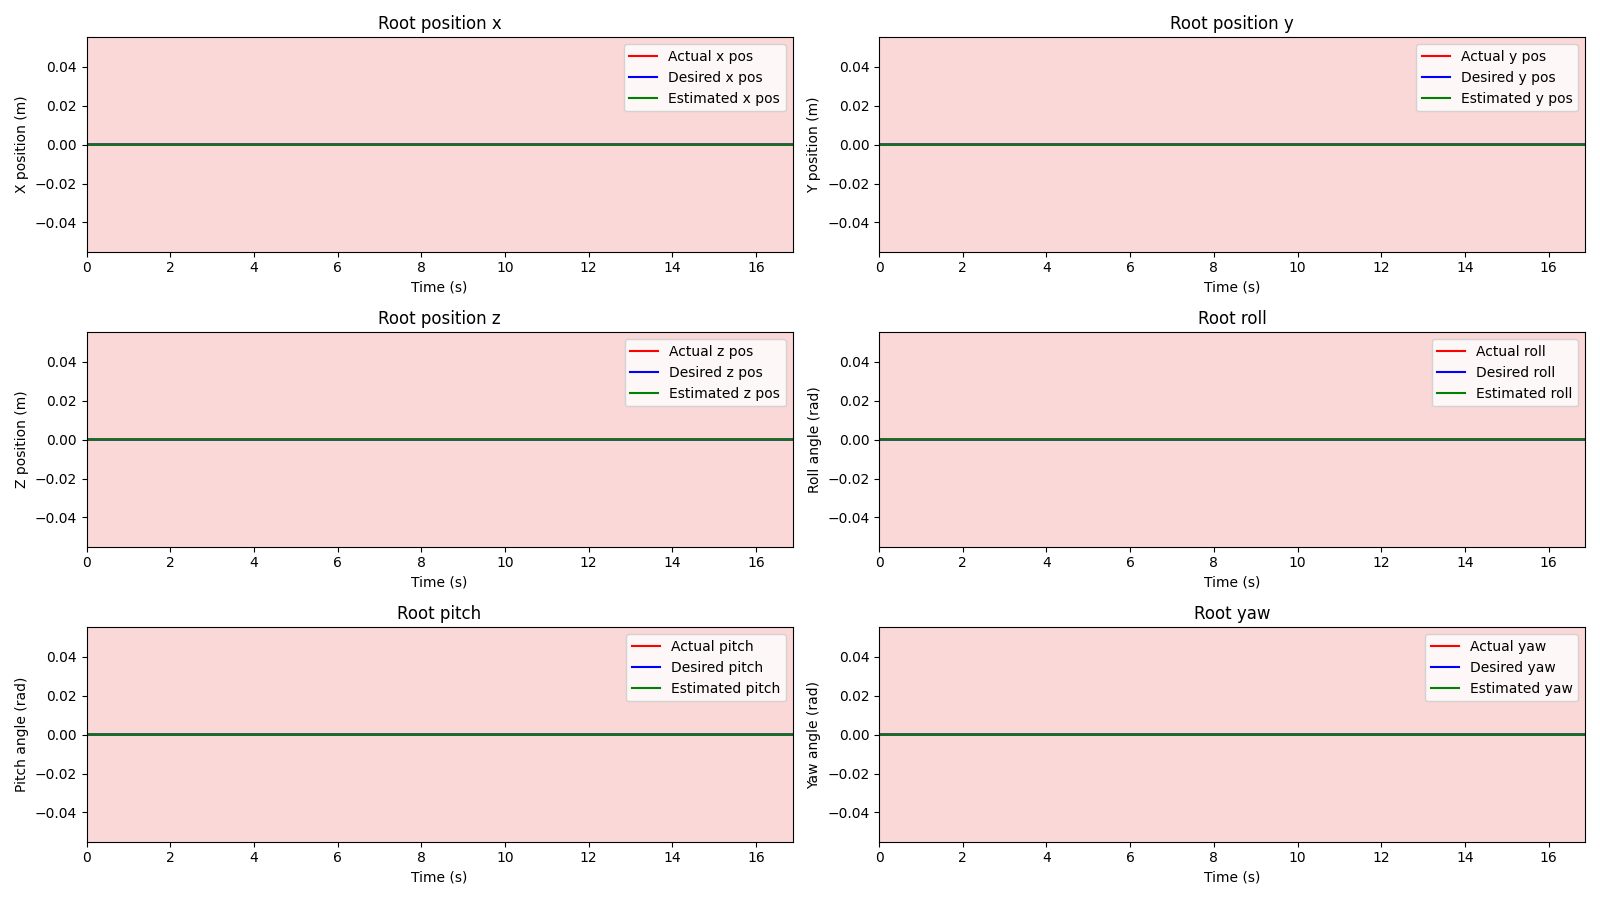 Root position x
X position (m)
0.04
0.02
0.00
−0.02
−0.04
Actual x pos
Desired x pos
Estimated x pos
0 2 4 6 8 10 12 14 16
Time (s)
Root position y
Y position (m)
0.04
0.02
0.00
−0.02
−0.04
Actual y pos
Desired y pos
Estimated y pos
0 2 4 6 8 10 12 14 16
Time (s)
Root position z
Z position (m)
0.04
0.02
0.00
−0.02
−0.04
Actual z pos
Desired z pos
Estimated z pos
0 2 4 6 8 10 12 14 16
Time (s)
Root roll
Roll angle (rad)
0.04
0.02
0.00
−0.02
−0.04
Actual roll
Desired roll
Estimated roll
0 2 4 6 8 10 12 14 16
Time (s)
Root pitch
Pitch angle (rad)
0.04
0.02
0.00
−0.02
−0.04
Actual pitch
Desired pitch
Estimated pitch
0 2 4 6 8 10 12 14 16
Time (s)
Root yaw
Yaw angle (rad)
0.04
0.02
0.00
−0.02
−0.04
Actual yaw
Desired yaw
Estimated yaw
0 2 4 6 8 10 12 14 16
Time (s)